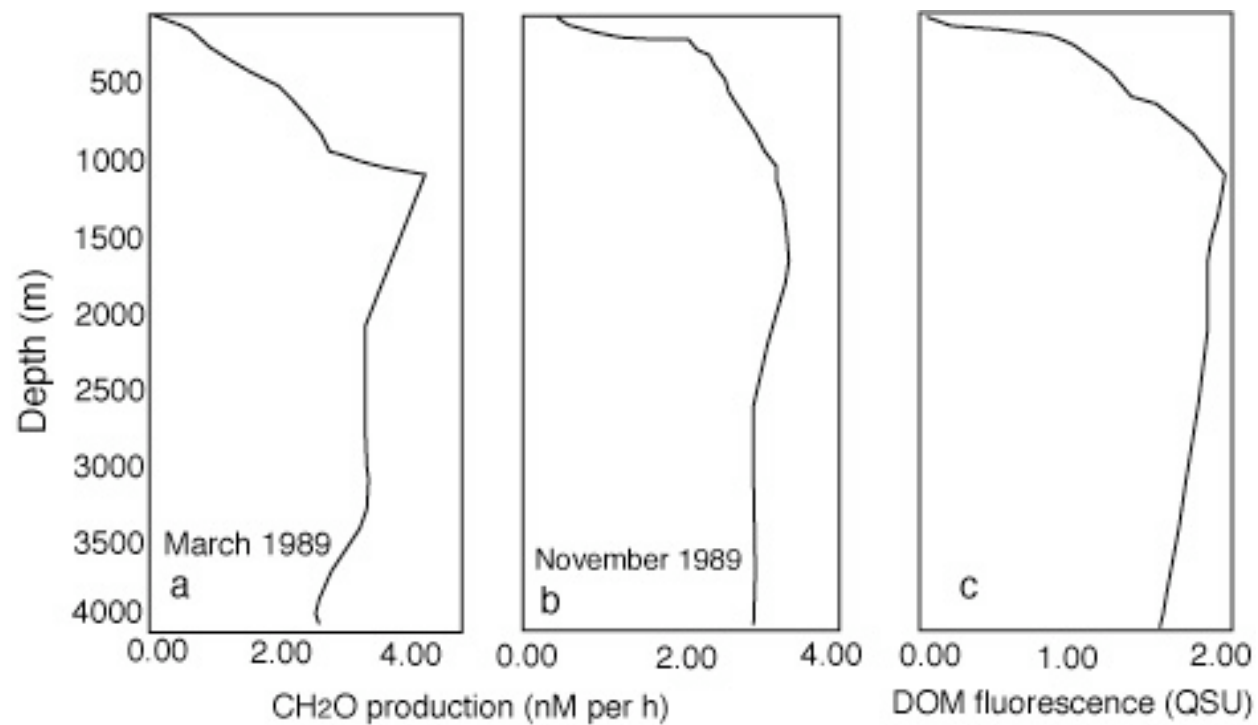 Depth (m)
500
1000
1500
2000
2500
3000
3500
4000
March 1989
a
November 1989
b
c
0.00 2.00 4.00
0.00 2.00 4.00
0.00 1.00 2.00
CH2O production (nM per h)
DOM fluorescence (QSU)